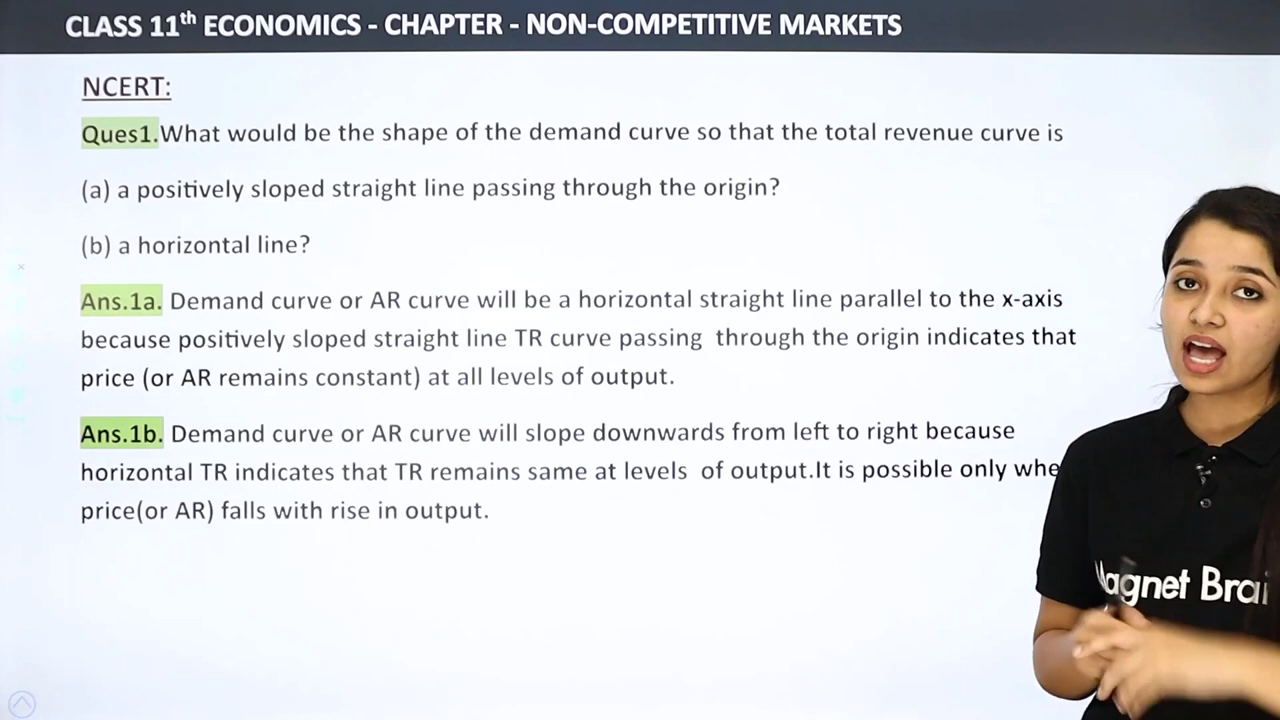 CLASS 11th ECONOMICS - CHAPTER - NON-COMPETITIVE MARKETS
NCERT:
Ques1.What would be the shape of the demand curve so that the total revenue curve is
(a) a positively sloped straight line passing through the origin?
(b) a horizontal line?
Ans.1a. Demand curve or AR curve will be a horizontal straight line parallel to the x-axis
because positively sloped straight line TR curve passing through the origin indicates that
price (or AR remains constant) at all levels of output.
Ans.1b. Demand curve or AR curve will slope downwards from left to right because
horizontal TR indicates that TR remains same at levels of output.It is possible only whe
price(or AR) falls with rise in output.
Magnet Brai